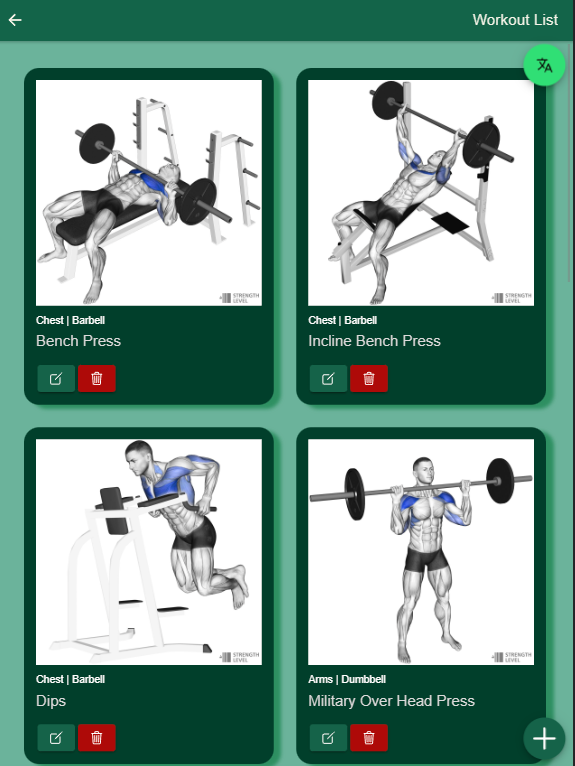 Workout List
STRENGTH
LEVEL
STRENGTH
LEVEL
Chest | Barbell
Bench Press
Chest | Barbell
Incline Bench Press
STRENGTH
LEVEL
STRENGTH
LEVEL
Chest | Barbell
Dips
Arms | Dumbbell
Military Over Head Press